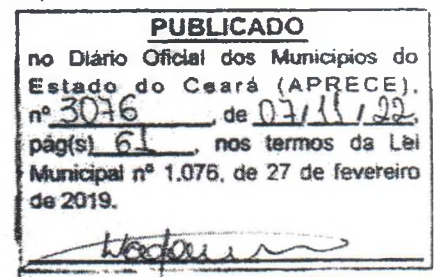 PUBLICADO
no Diário Oficial dos Municípios do
Estado do Ceará (APRECE),
nº 3076, de 07/11/22,
pág(s) 61, nos termos da Lei
Municipal nº 1.076, de 27 de fevereiro
de 2019.